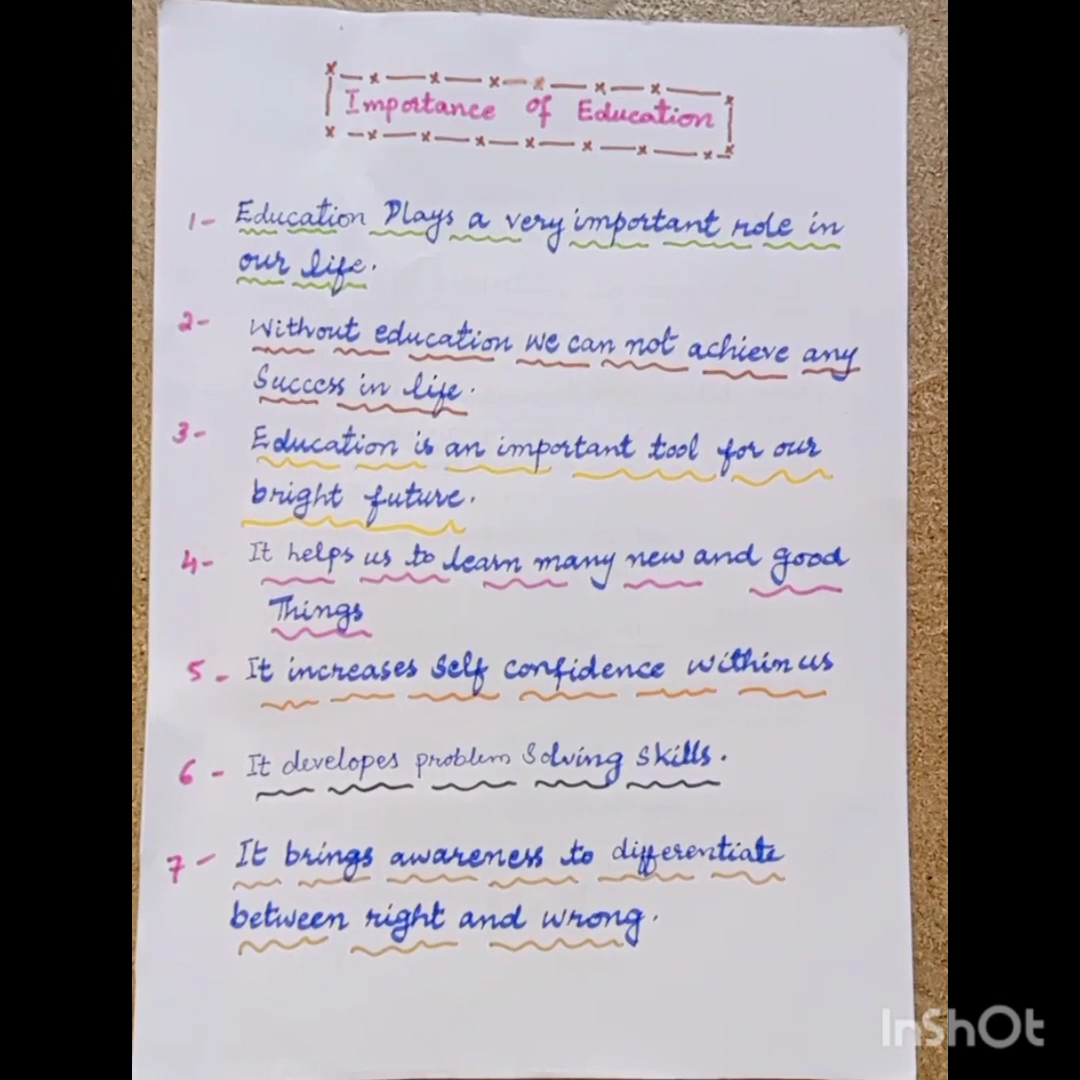 Importance of Education
1- Education Plays a very important role in
our life.
2- Without education we can not achieve any
Success in life.
3- Education is an important tool for our
bright future.
4- It helps us to learn many new and good
Things
5- It increases Self confidence within us
6- It developes problem Solving Skills.
7- It brings awareness to differentiate
between right and wrong.
InShOt